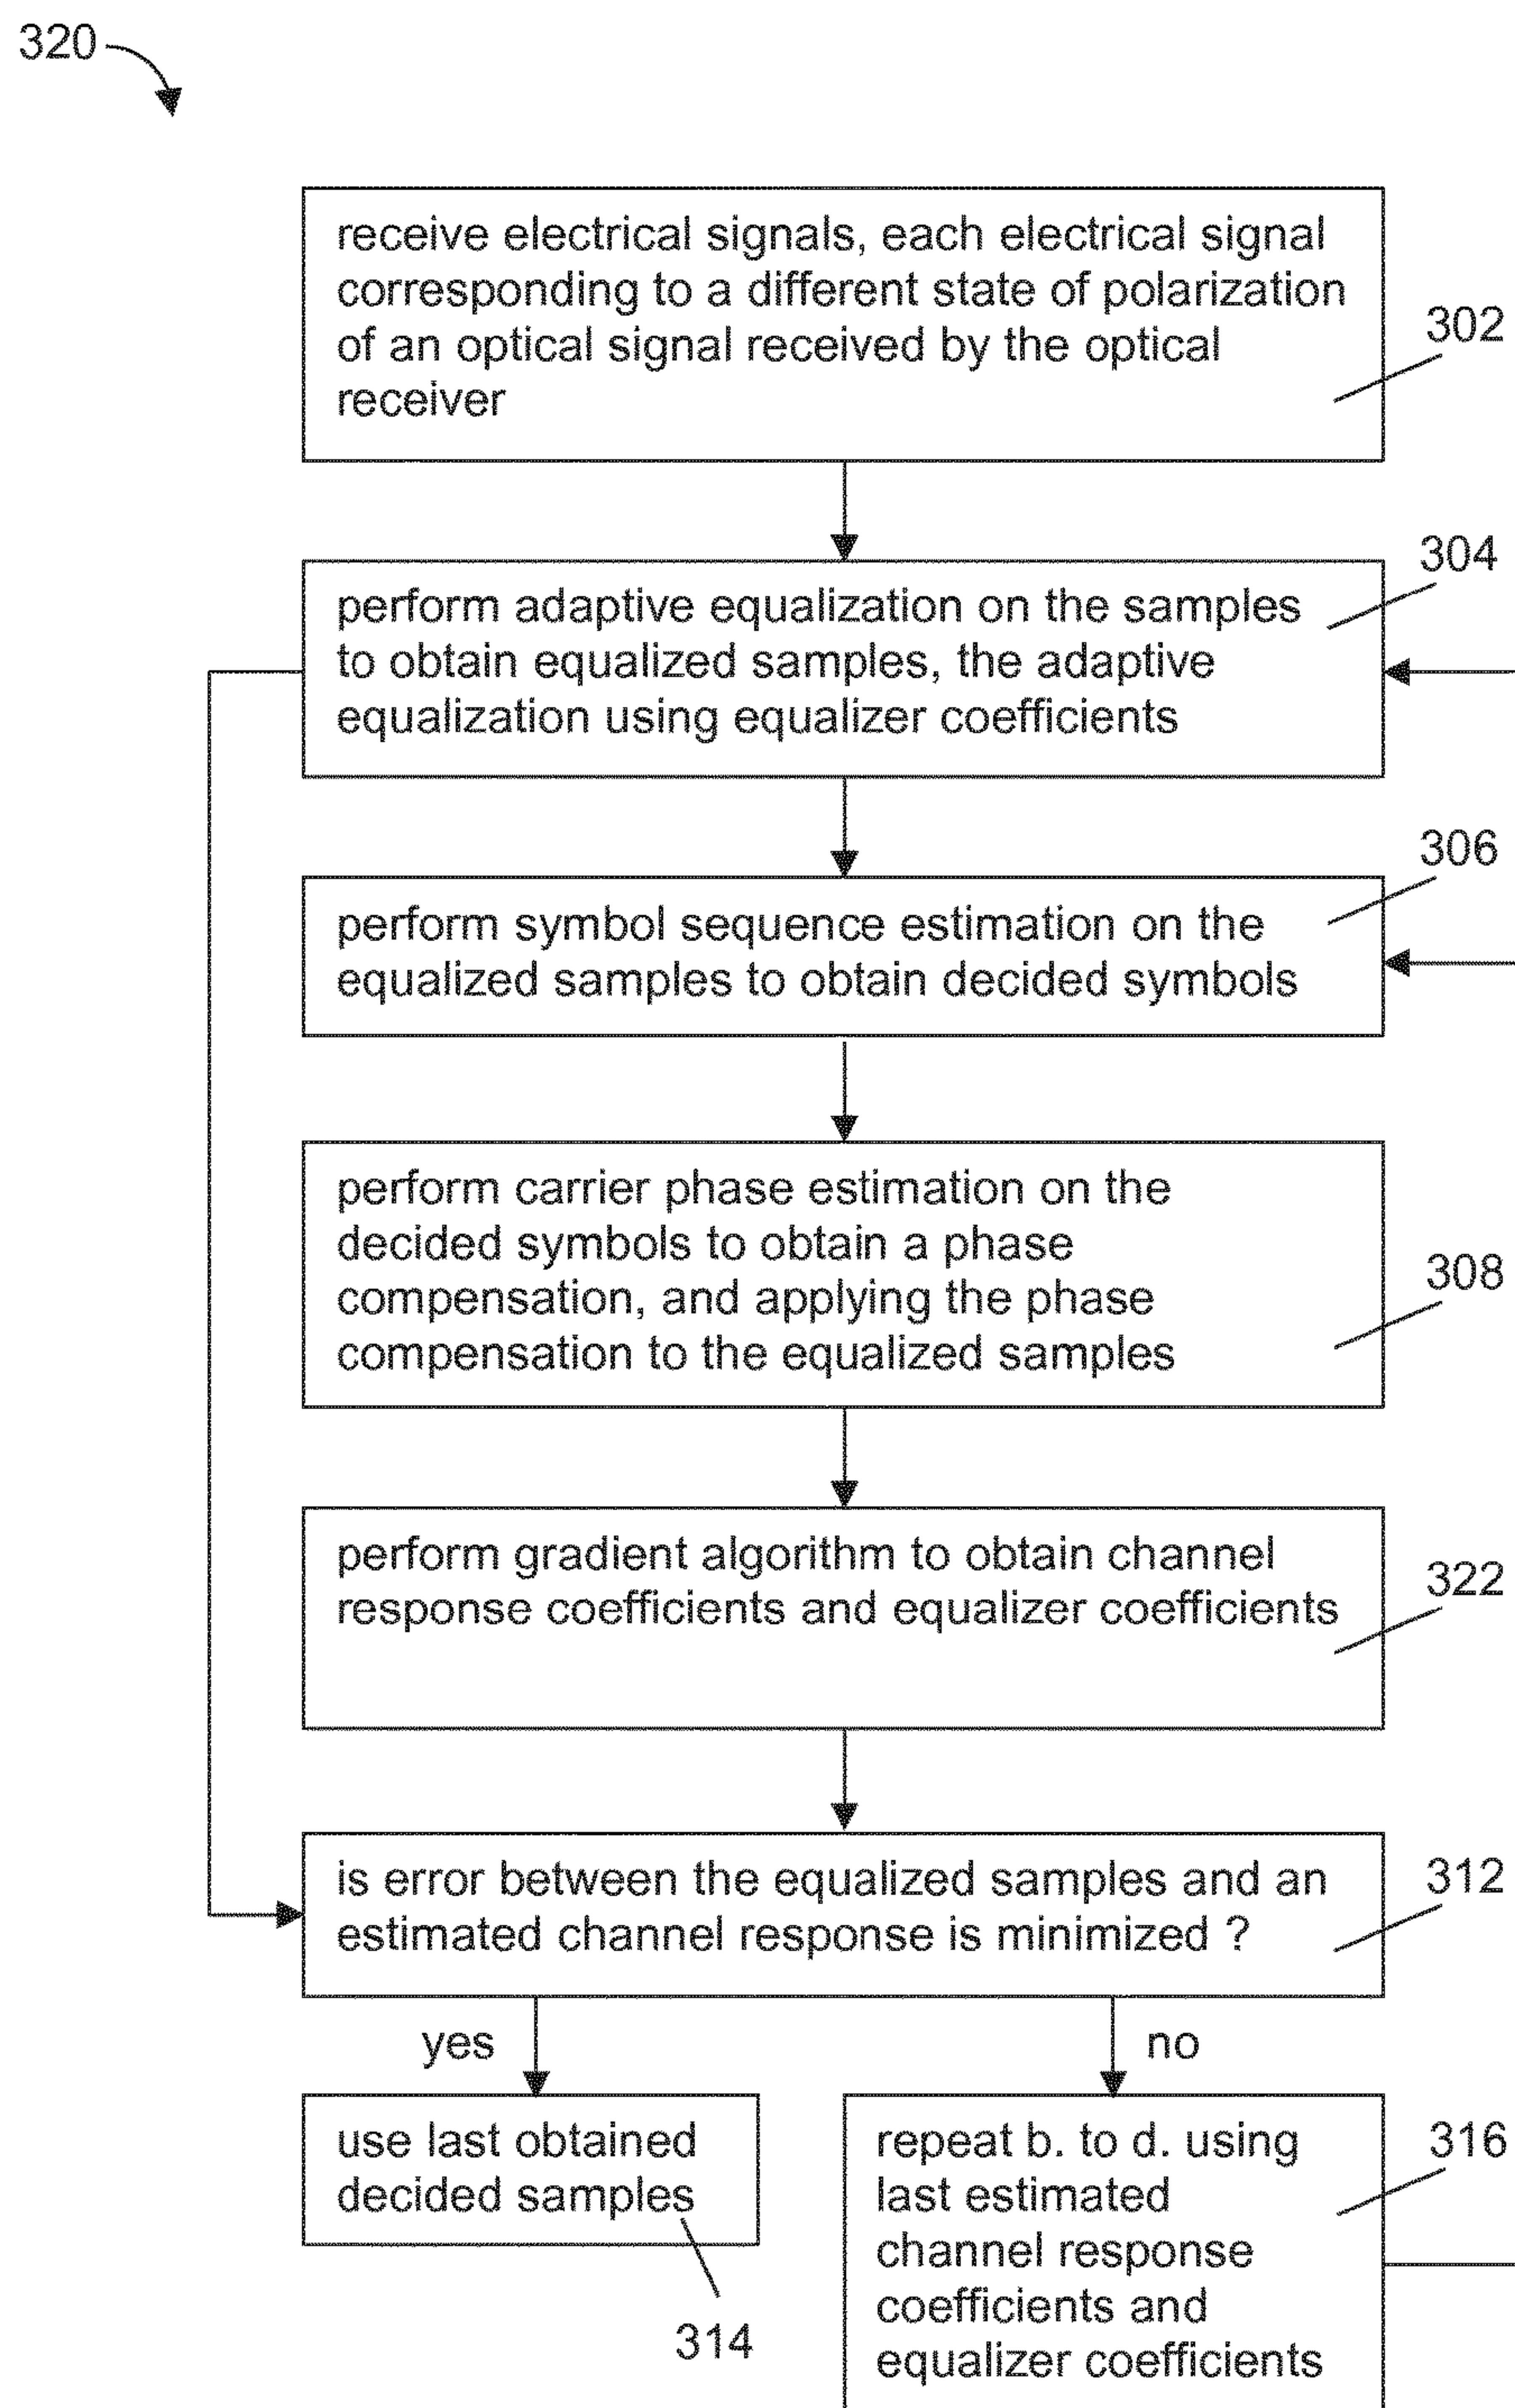 320
receive electrical signals, each electrical signal
corresponding to a different state of polarization
of an optical signal received by the optical
receiver
302
304
perform adaptive equalization on the samples
to obtain equalized samples, the adaptive
equalization using equalizer coefficients
306
perform symbol sequence estimation on the
equalized samples to obtain decided symbols
perform carrier phase estimation on the
decided symbols to obtain a phase
compensation, and applying the phase
compensation to the equalized samples
308
perform gradient algorithm to obtain channel
response coefficients and equalizer coefficients
322
is error between the equalized samples and an
estimated channel response is minimized ?
312
yes
no
use last obtained
decided samples
314
repeat b. to d. using
last estimated
channel response
coefficients and
equalizer coefficients
316